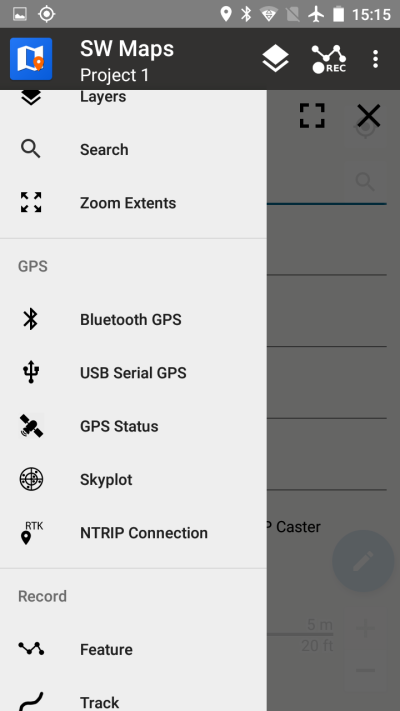 15:15
SW Maps
Project 1
REC
Layers
Search
Zoom Extents
GPS
Bluetooth GPS
USB Serial GPS
GPS Status
Skyplot
RTK
NTRIP Connection
P Caster
Record
5 m
20 ft
Feature
Track